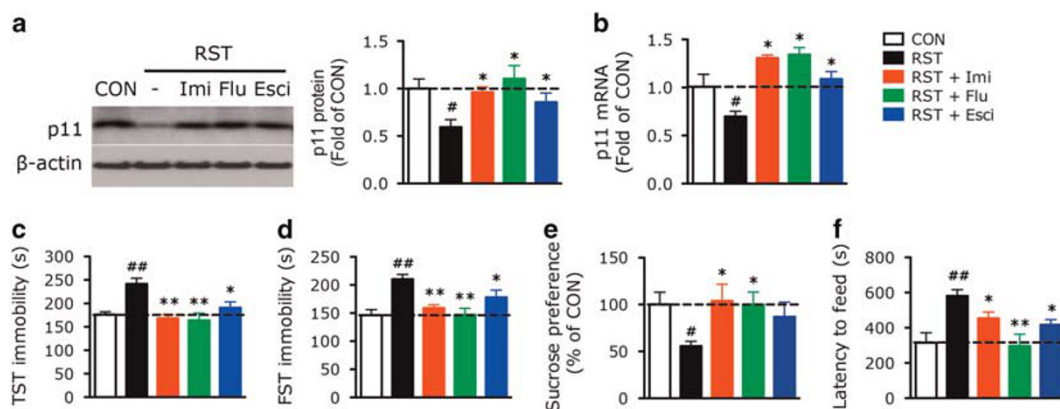 a
RST
CON - Imi Flu Esci
p11
β-actin
p11 protein
(Fold of CON)
1.5
1.0
0.5
0.0
#
*
*
*
b
p11 mRNA
(Fold of CON)
1.5
1.0
0.5
0.0
#
*
*
*
CON
RST
RST + Imi
RST + Flu
RST + Esci
c
TST immobility (s)
300
250
200
150
100
50
0
##
**
**
*
d
FST immobility (s)
300
250
200
150
100
50
0
##
**
**
*
e
Sucrose preference
(% of CON)
150
100
50
0
#
*
*
f
Latency to feed (s)
800
600
400
200
0
##
*
**
*